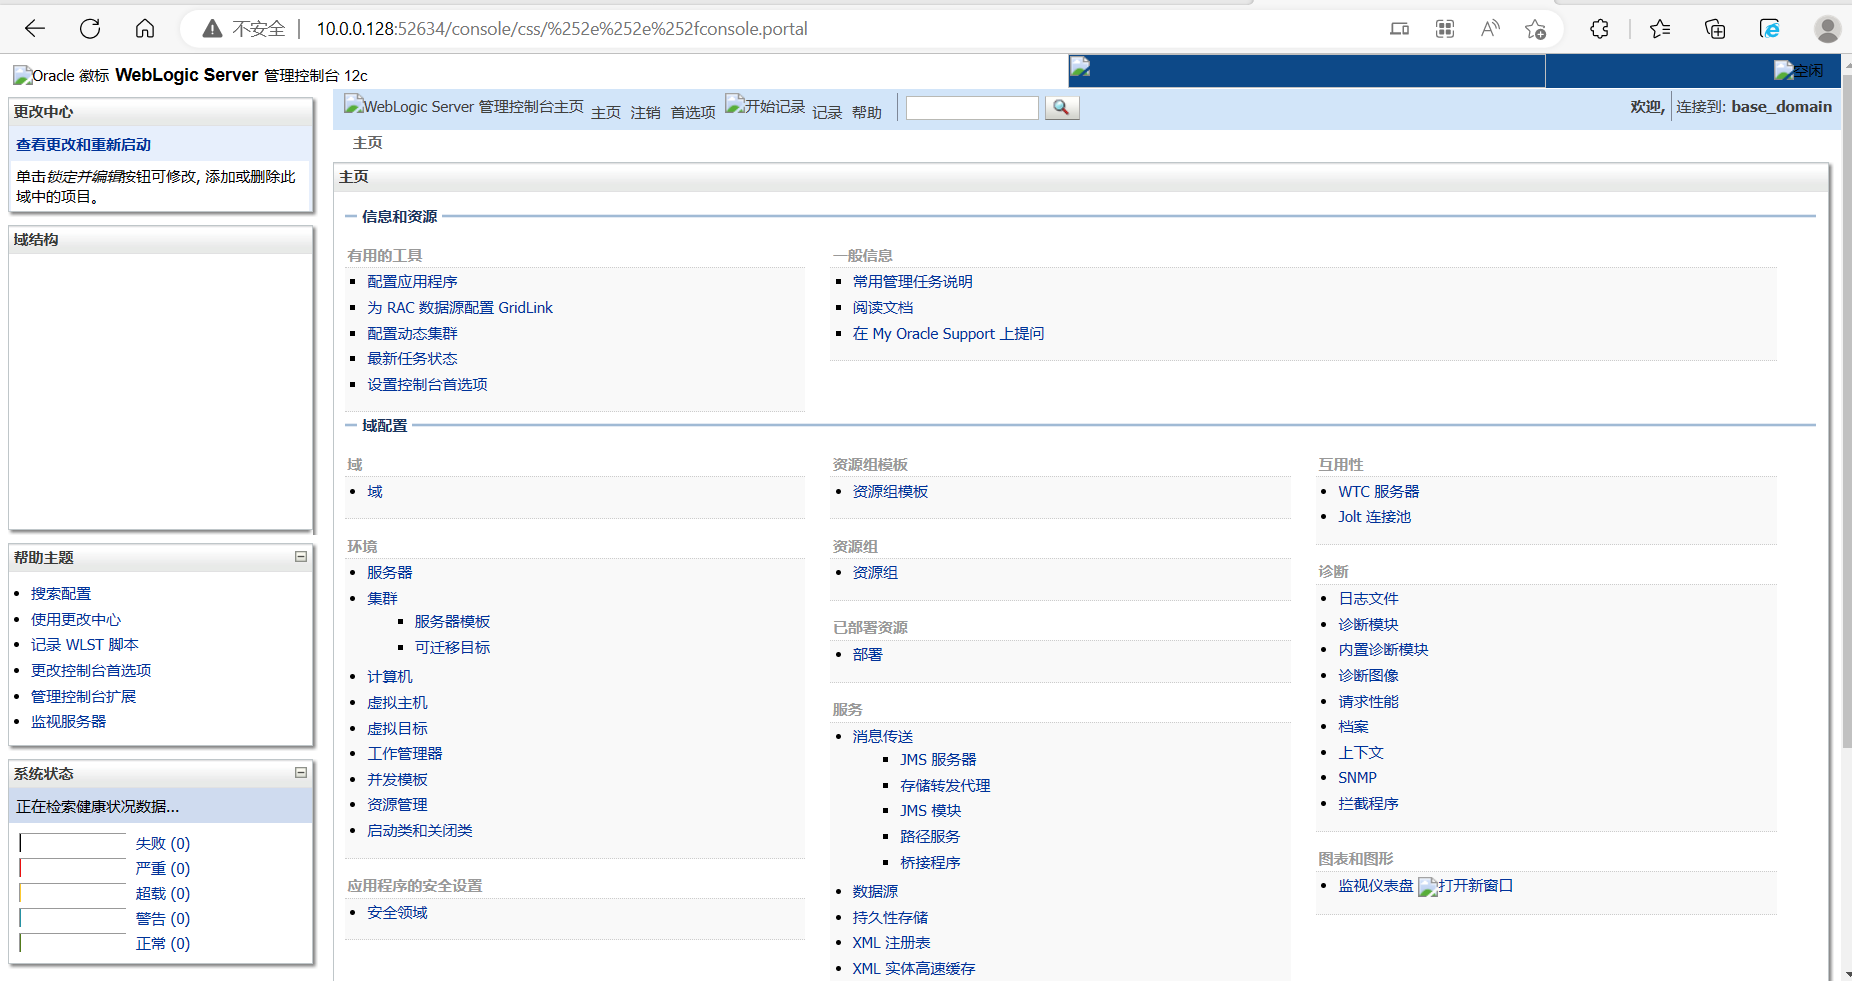 不安全 10.0.0.128:52634/console/css/%252e%252e%252fconsole.portal
Oracle 徽标 WebLogic Server 管理控制台 12c
空闲
更改中心
查看更改和重新启动
单击锁定并编辑按钮可修改, 添加或删除此
域中的项目。
域结构
帮助主题
搜索配置
使用更改中心
记录 WLST 脚本
更改控制台首选项
管理控制台扩展
监视服务器
系统状态
正在检索健康状况数据...
失败 (0)
严重 (0)
超载 (0)
警告 (0)
正常 (0)
WebLogic Server 管理控制台主页 主页 注销 首选项 开始记录 记录 帮助
欢迎, 连接到: base_domain
主页
主页
信息和资源
有用的工具
配置应用程序
为 RAC 数据源配置 GridLink
配置动态集群
最新任务状态
设置控制台首选项
一般信息
常用管理任务说明
阅读文档
在 My Oracle Support 上提问
域配置
域
域
环境
服务器
集群
服务器模板
可迁移目标
计算机
虚拟主机
虚拟目标
工作管理器
并发模板
资源管理
启动类和关闭类
应用程序的安全设置
安全领域
资源组模板
资源组模板
资源组
资源组
已部署资源
部署
服务
消息传送
JMS 服务器
存储转发代理
JMS 模块
路径服务
桥接程序
数据源
持久性存储
XML 注册表
XML 实体高速缓存
互用性
WTC 服务器
Jolt 连接池
诊断
日志文件
诊断模块
内置诊断模块
诊断图像
请求性能
档案
上下文
SNMP
拦截程序
图表和图形
监视仪表盘 打开新窗口